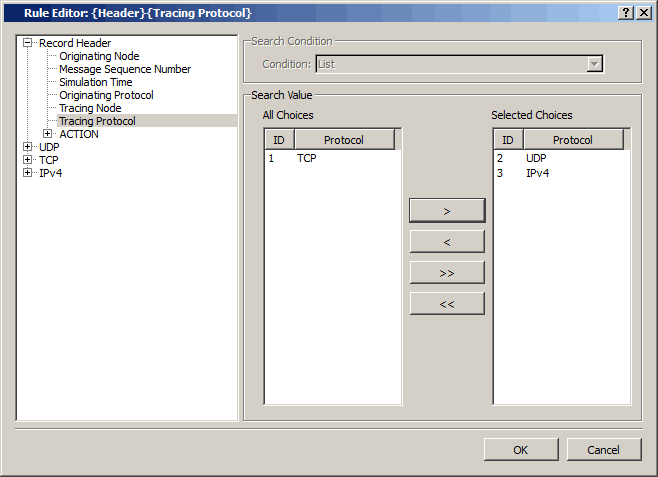 Rule Editor: {Header}{Tracing Protocol}
Record Header
Originating Node
Message Sequence Number
Simulation Time
Originating Protocol
Tracing Node
Tracing Protocol
ACTION
UDP
TCP
IPv4
Search Condition
Condition: List
Search Value
All Choices
ID Protocol
1 TCP
>
<
>>
<<
Selected Choices
ID Protocol
2 UDP
3 IPv4
OK Cancel